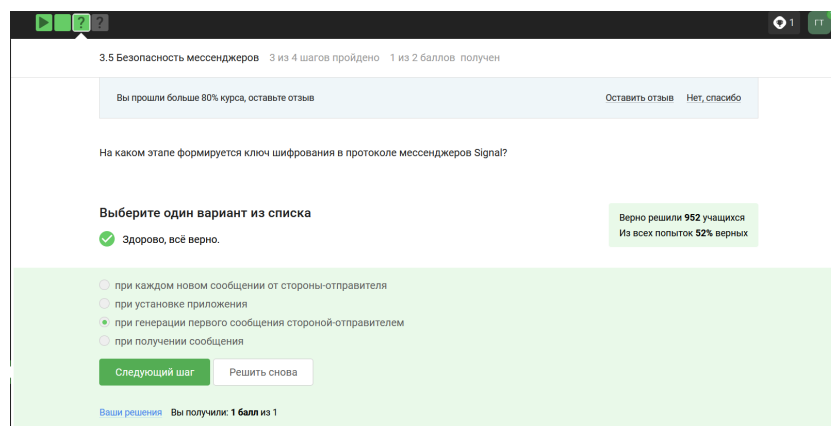 ? ?
1 ГТ
3.5 Безопасность мессенджеров 3 из 4 шагов пройдено 1 из 2 баллов получен
Вы прошли больше 80% курса, оставьте отзыв Оставить отзыв Нет, спасибо
На каком этапе формируется ключ шифрования в протоколе мессенджеров Signal?
Выберите один вариант из списка
Здорово, всё верно.
Верно решили 952 учащихся
Из всех попыток 52% верных
при каждом новом сообщении от стороны-отправителя
при установке приложения
при генерации первого сообщения стороной-отправителем
при получении сообщения
Следующий шаг Решить снова
Ваши решения Вы получили: 1 балл из 1